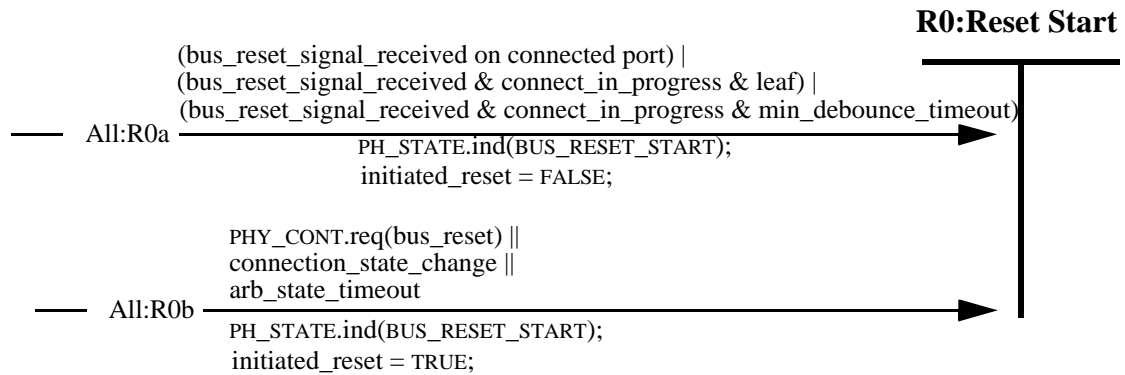 R0:Reset Start
(bus_reset_signal_received on connected port) |
(bus_reset_signal_received & connect_in_progress & leaf) |
(bus_reset_signal_received & connect_in_progress & min_debounce_timeout)
All:R0a
PH_STATE.ind(BUS_RESET_START);
initiated_reset = FALSE;
PHY_CONT.req(bus_reset) ||
connection_state_change ||
arb_state_timeout
All:R0b
PH_STATE.ind(BUS_RESET_START);
initiated_reset = TRUE;